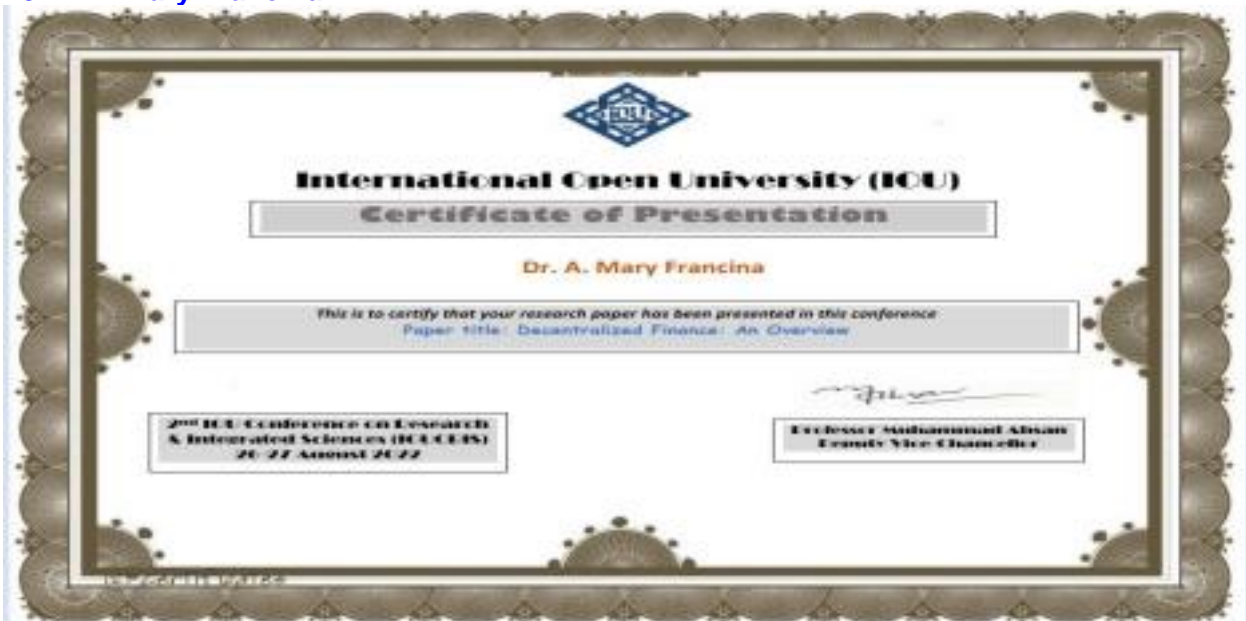 IOU
International Open University (IOU)
Certificate of Presentation
Dr. A. Mary Francina
This is to certify that your research paper has been presented in this conference
Paper title: Decentralized Finance: An Overview
2nd IOU Conference on Research
& Integrated Sciences (IOUCRIS)
26-27 August 2022
Professor Muhammad Ahsan
Deputy Vice Chancellor